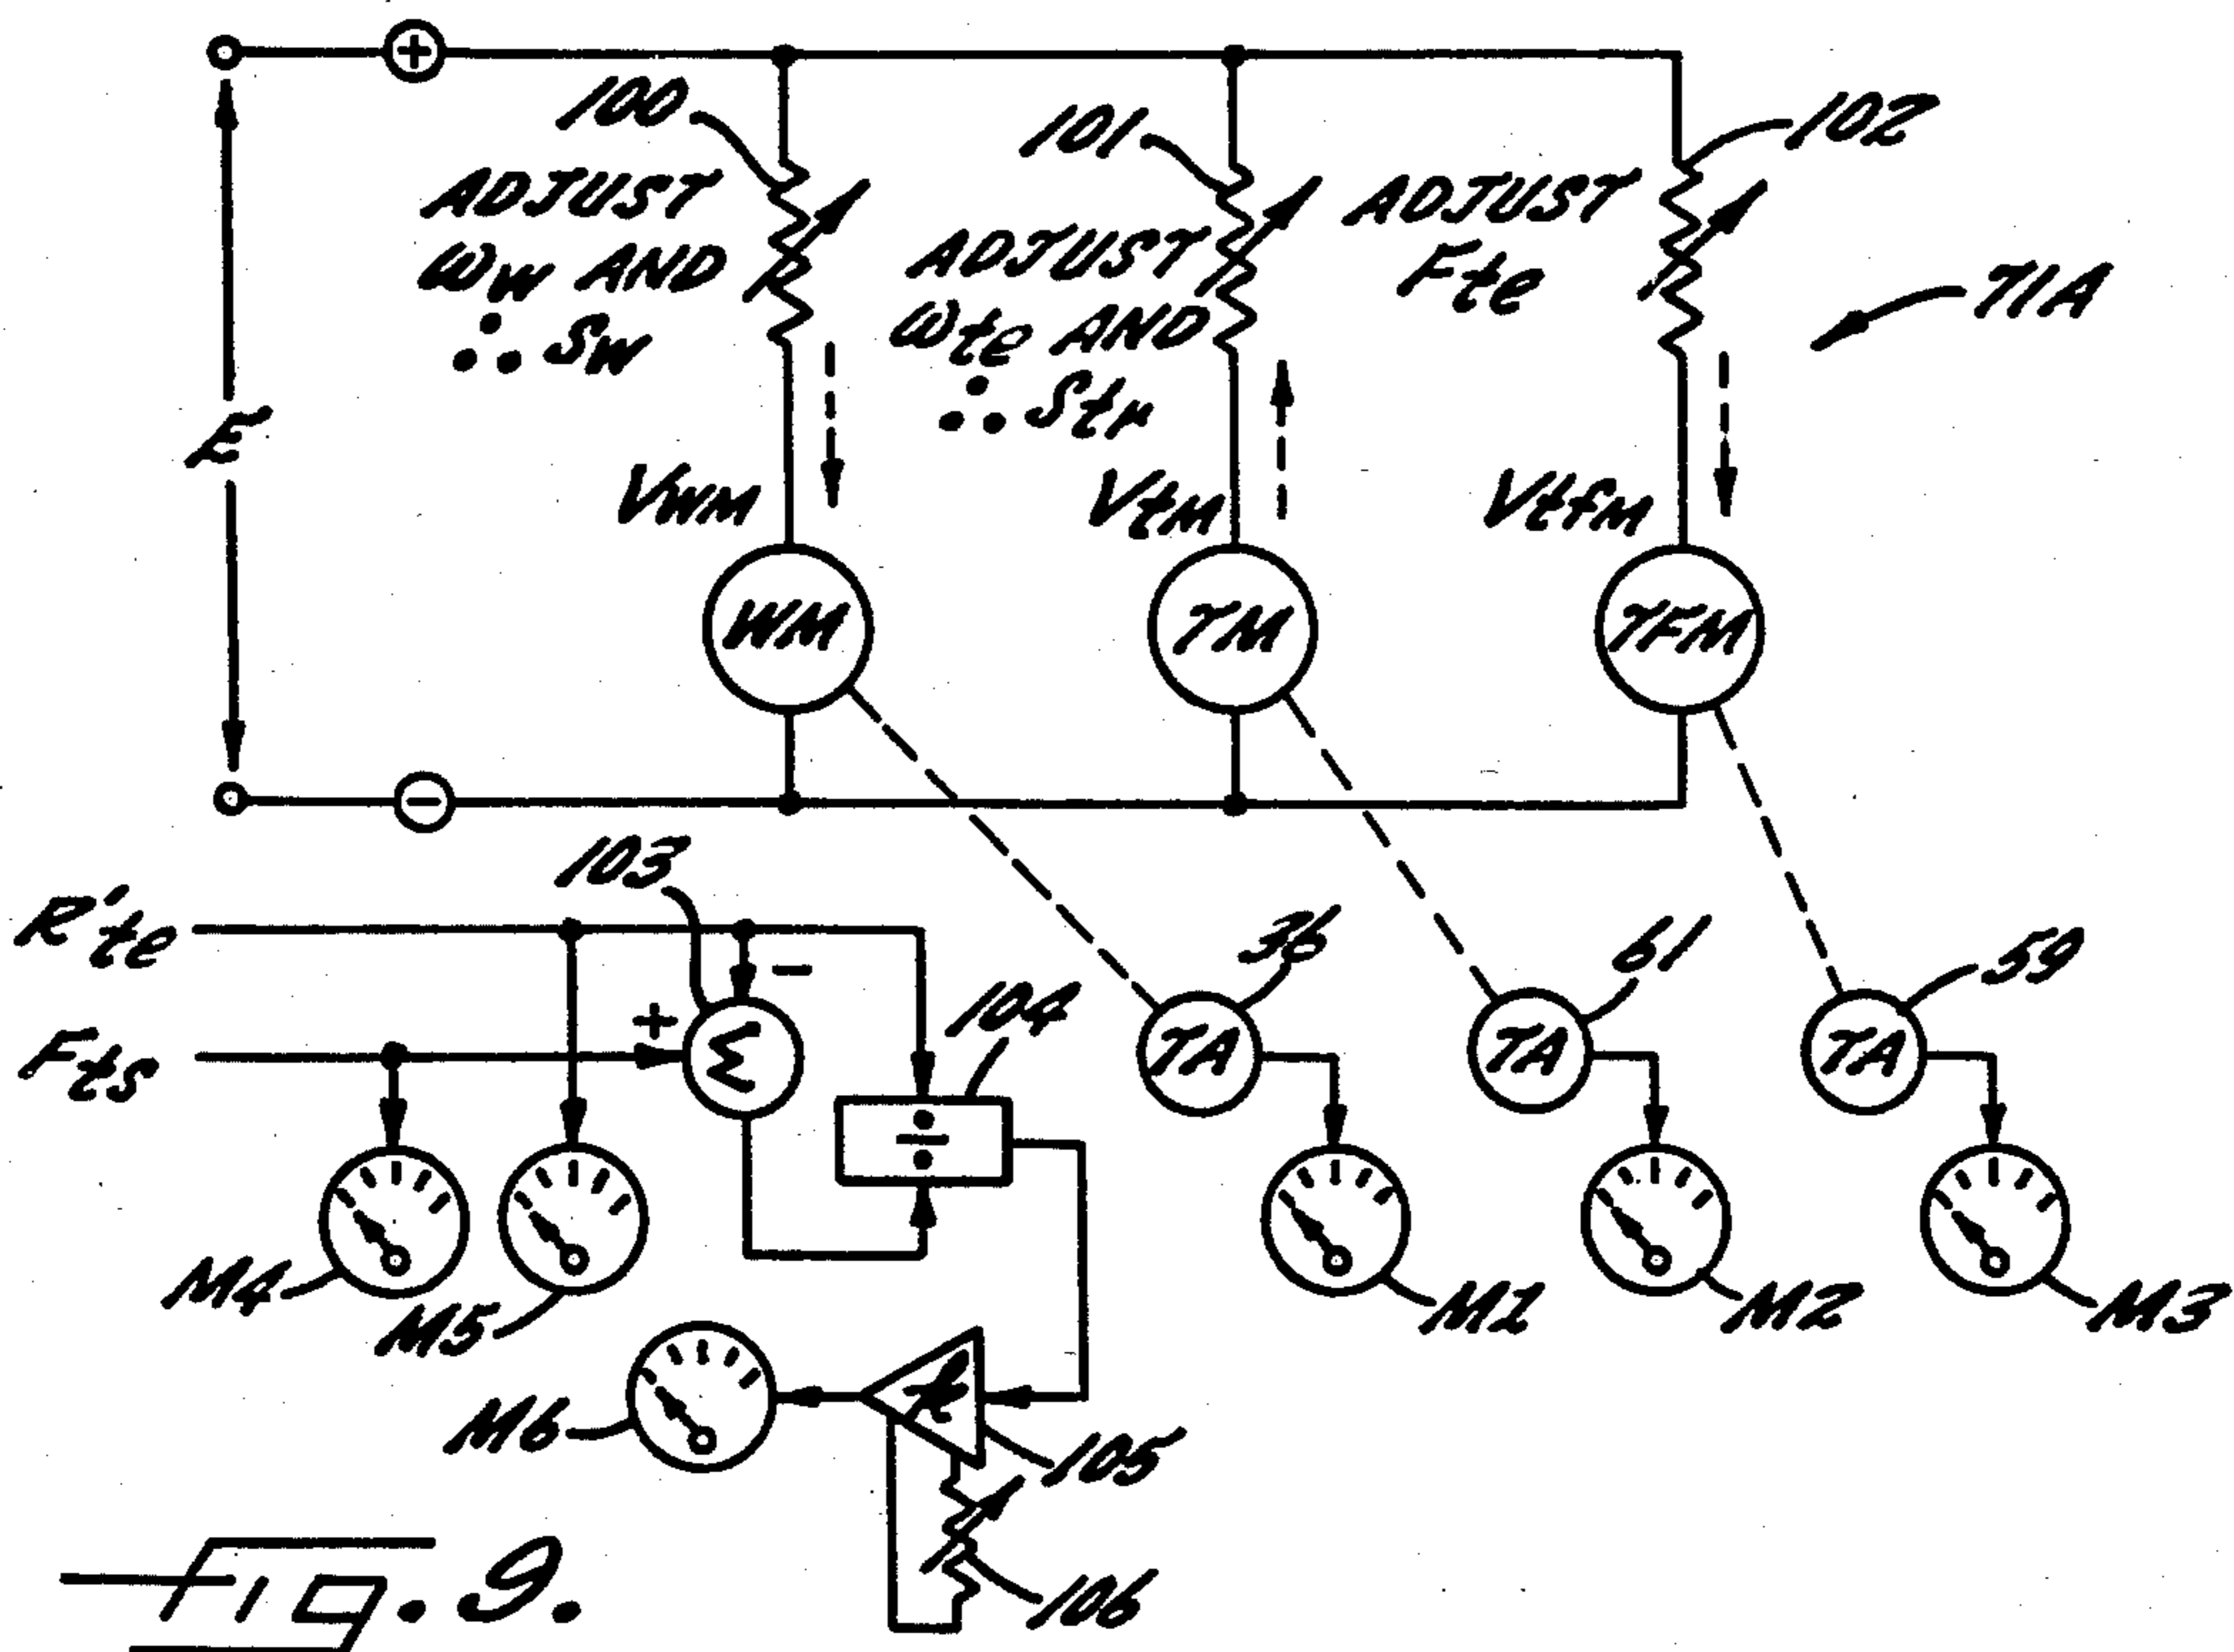 +
100
101
102
ADJUST
ωw AND
∴ Sw
ADJUST
ωte AND
∴ Str
ADJUST
Fte
71A
E
VWM
VtM
Vtfm
WM
TM
TFM
−
103
R'te
Fts
−
+
Σ
104
÷
36
61
59
TA
TA
TA
M4
M5
M1
M2
M3
M6
k
105
106
Fig. 9.